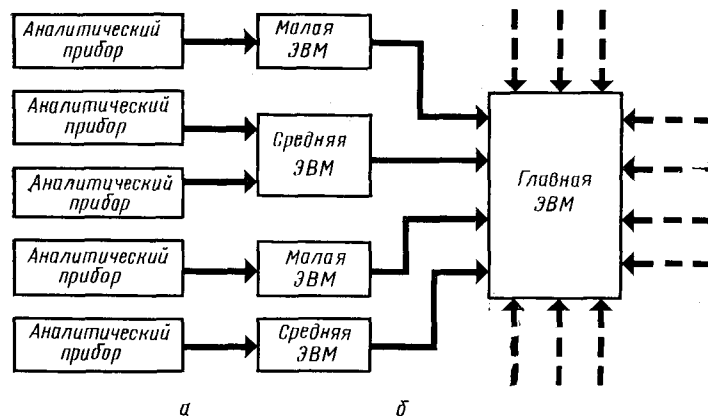 Аналитический
прибор
Малая
ЭВМ
Аналитический
прибор
Средняя
ЭВМ
Аналитический
прибор
Главная
ЭВМ
Аналитический
прибор
Малая
ЭВМ
Аналитический
прибор
Средняя
ЭВМ
а
б